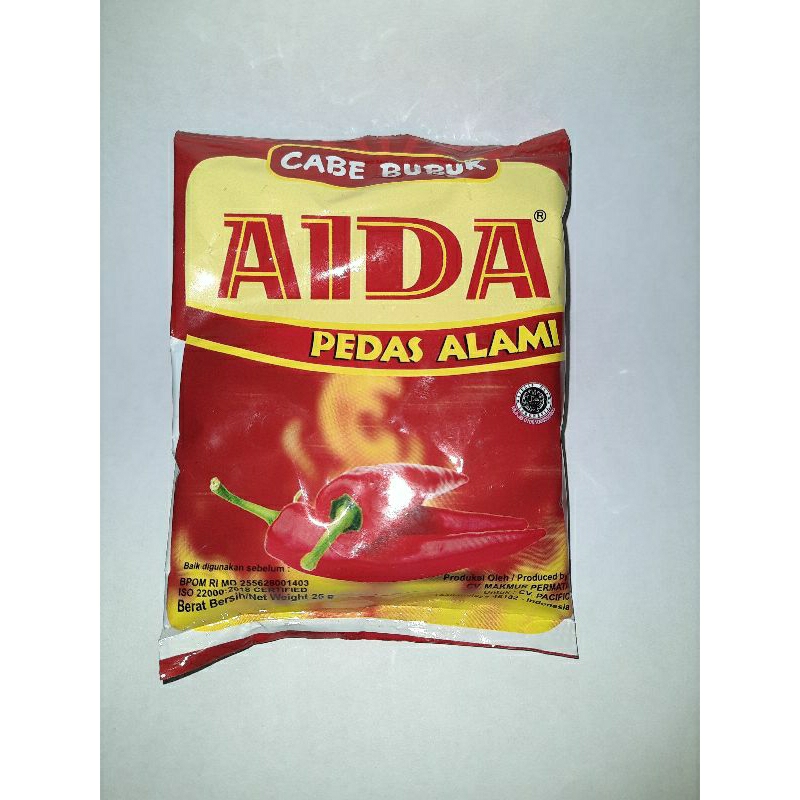 CABE BUBUK
AIDA®
PEDAS ALAMI
Baik digunakan sebelum :
BPOM RI MD 255628001403
ISO 22000:2018 CERTIFIED
Berat Bersih/Net Weight 25 g
Produksi Oleh / Produced by
CV. MAKMUR PERMATA
Untuk : CV. PACIFIC
- Indonesia